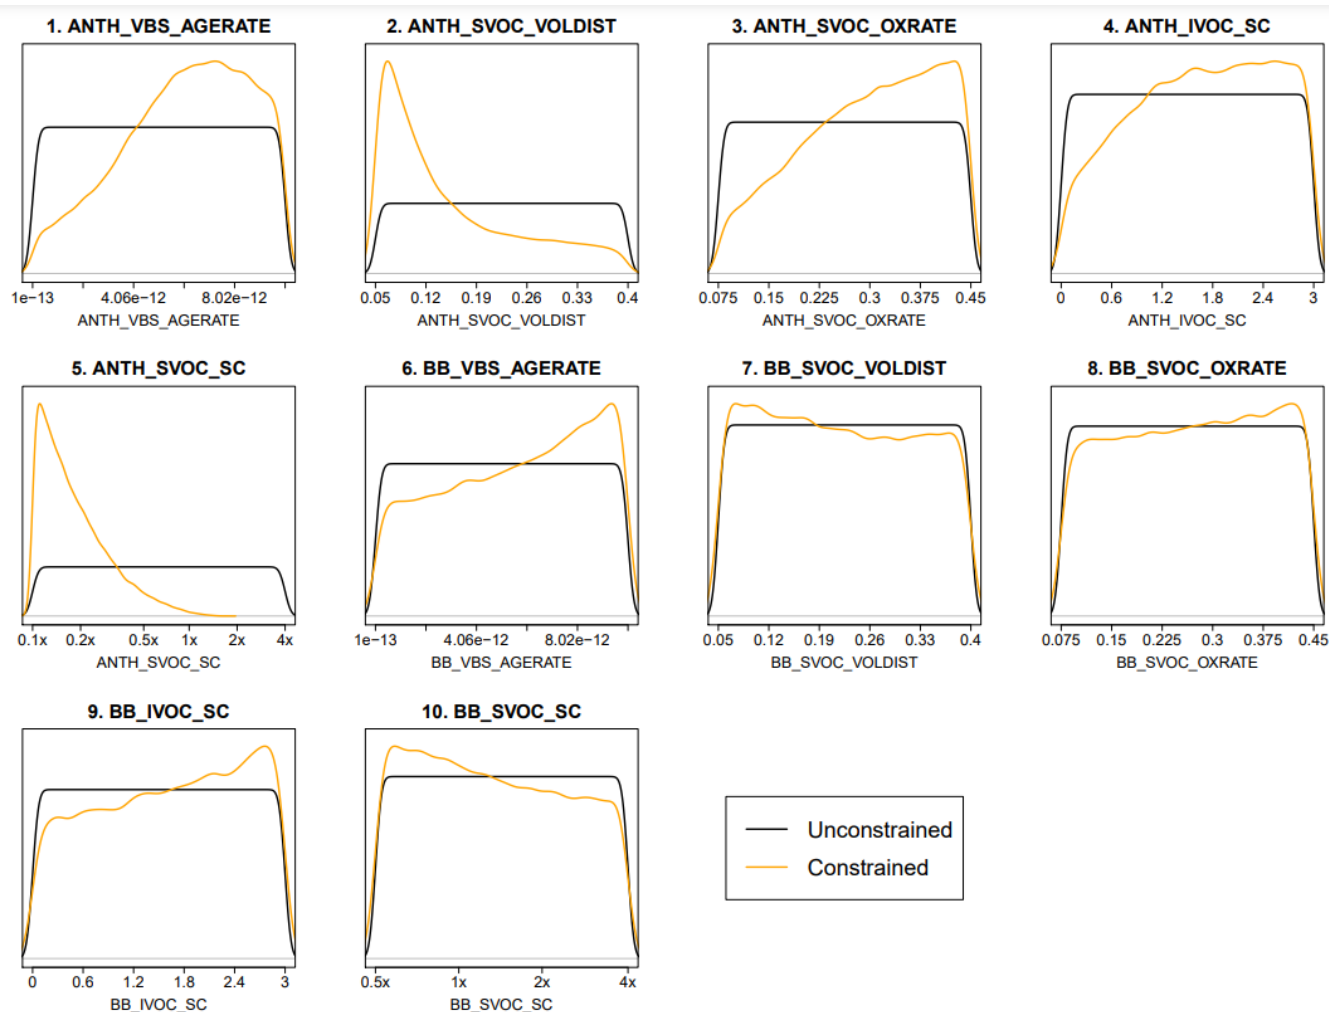 1. ANTH_VBS_AGERATE
1e−13 4.06e−12 8.02e−12
ANTH_VBS_AGERATE
2. ANTH_SVOC_VOLDIST
0.05 0.12 0.19 0.26 0.33 0.4
ANTH_SVOC_VOLDIST
3. ANTH_SVOC_OXRATE
0.075 0.15 0.225 0.3 0.375 0.45
ANTH_SVOC_OXRATE
4. ANTH_IVOC_SC
0 0.6 1.2 1.8 2.4 3
ANTH_IVOC_SC
5. ANTH_SVOC_SC
0.1x 0.2x 0.5x 1x 2x 4x
ANTH_SVOC_SC
6. BB_VBS_AGERATE
1e−13 4.06e−12 8.02e−12
BB_VBS_AGERATE
7. BB_SVOC_VOLDIST
0.05 0.12 0.19 0.26 0.33 0.4
BB_SVOC_VOLDIST
8. BB_SVOC_OXRATE
0.075 0.15 0.225 0.3 0.375 0.45
BB_SVOC_OXRATE
9. BB_IVOC_SC
0 0.6 1.2 1.8 2.4 3
BB_IVOC_SC
10. BB_SVOC_SC
0.5x 1x 2x 4x
BB_SVOC_SC
Unconstrained
Constrained